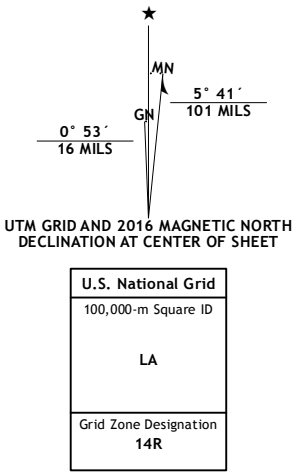 ★
MN
GN
5° 41´
101 MILS
0° 53´
16 MILS
UTM GRID AND 2016 MAGNETIC NORTH
DECLINATION AT CENTER OF SHEET
U.S. National Grid
100,000-m Square ID
LA
Grid Zone Designation
14R